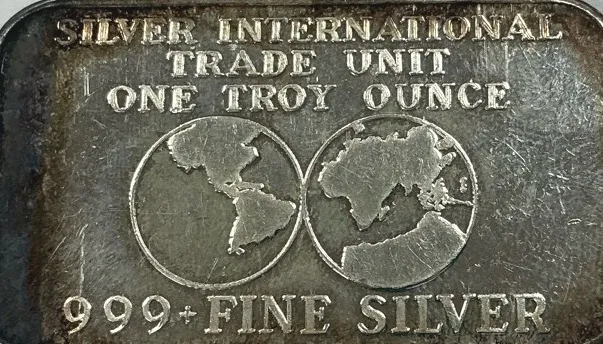 SILVER INTERNATIONAL
TRADE UNIT
ONE TROY OUNCE
999+ FINE SILVER